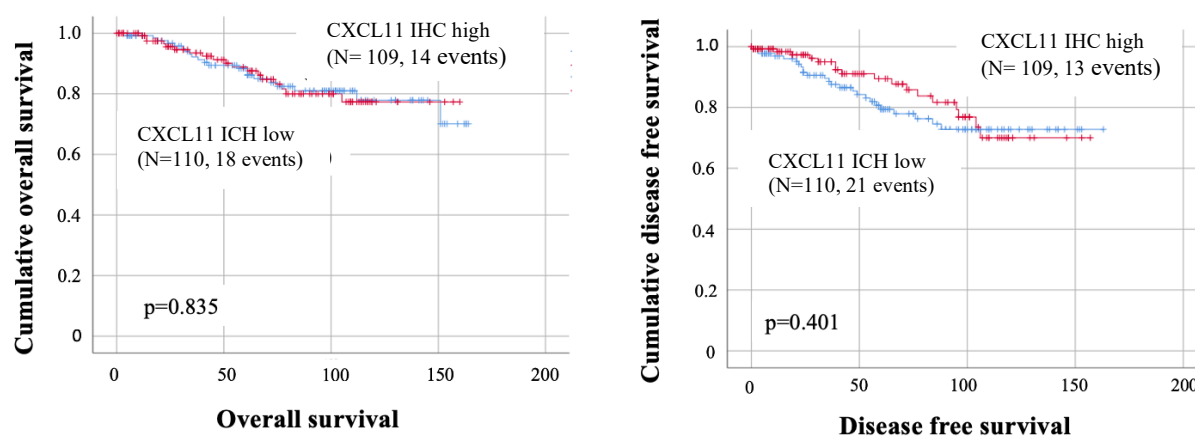 Cumulative overall survival
1.0
0.8
0.6
0.4
0.2
0
CXCL11 IHC high
(N= 109, 14 events)
CXCL11 ICH low
(N=110, 18 events)
p=0.835
0 50 100 150 200
Overall survival
Cumulative disease free survival
1.0
0.8
0.6
0.4
0.2
0
CXCL11 IHC high
(N= 109, 13 events)
CXCL11 ICH low
(N=110, 21 events)
p=0.401
0 50 100 150 200
Disease free survival